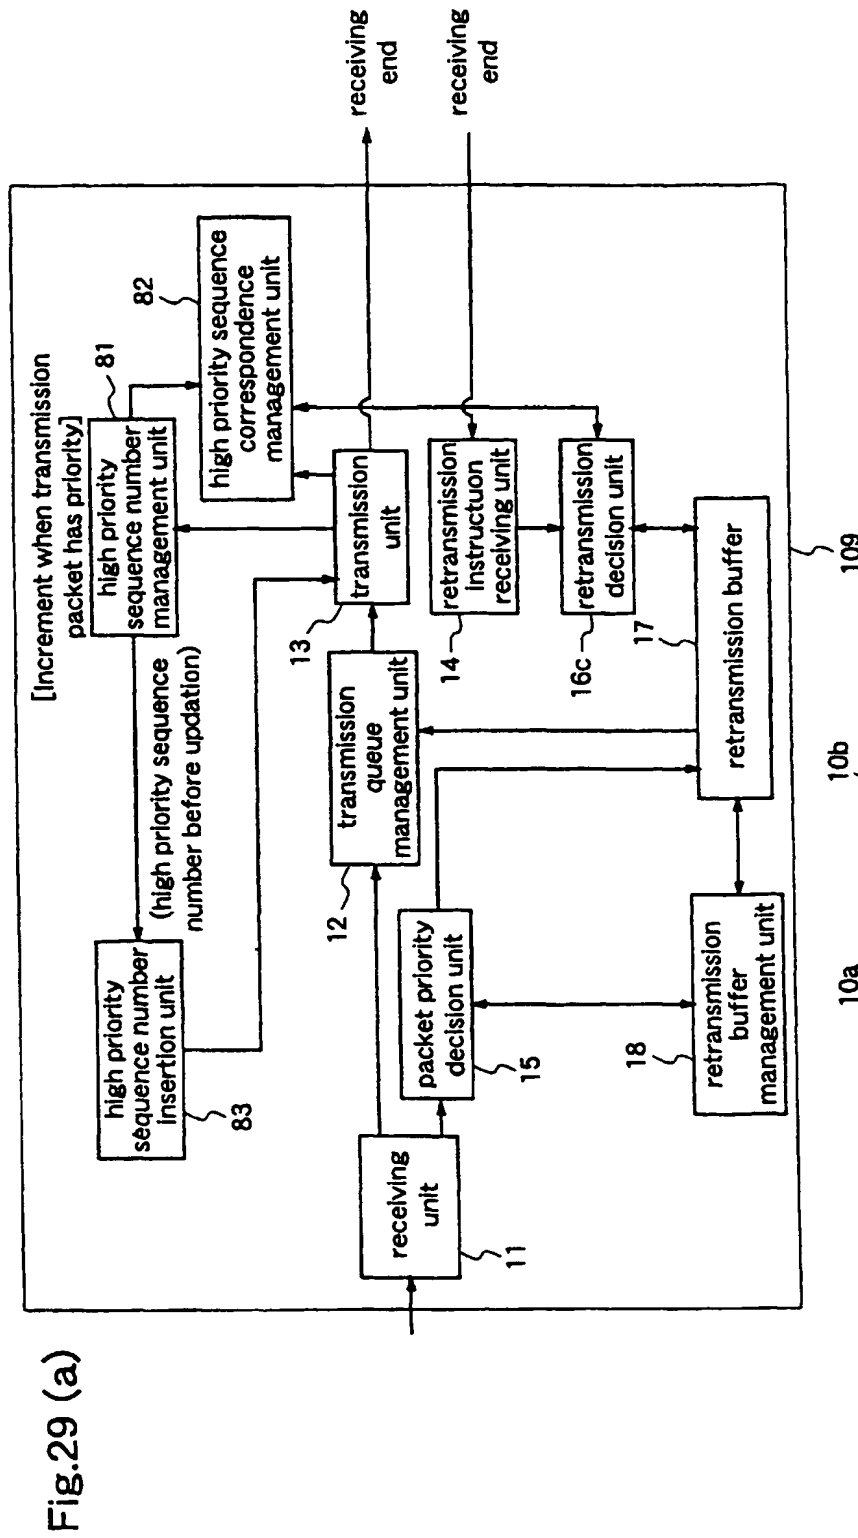 Fig.29 (a)
[Increment when transmission
packet has priority]
81
high priority
sequence number
management unit
82
high priority sequence
correspondence
management unit
(high priority sequence
number before updation)
high priority
sequence number
insertion unit
83
receiving
end
receiving
end
transmission
unit
13
transmission
queue
management unit
12
receiving
unit
11
packet priority
decision unit
15
retransmission
instructuon
receiving unit
14
retransmission
decision unit
16c
17
retransmission buffer
retransmission
buffer
management unit
18
109
10a
10b